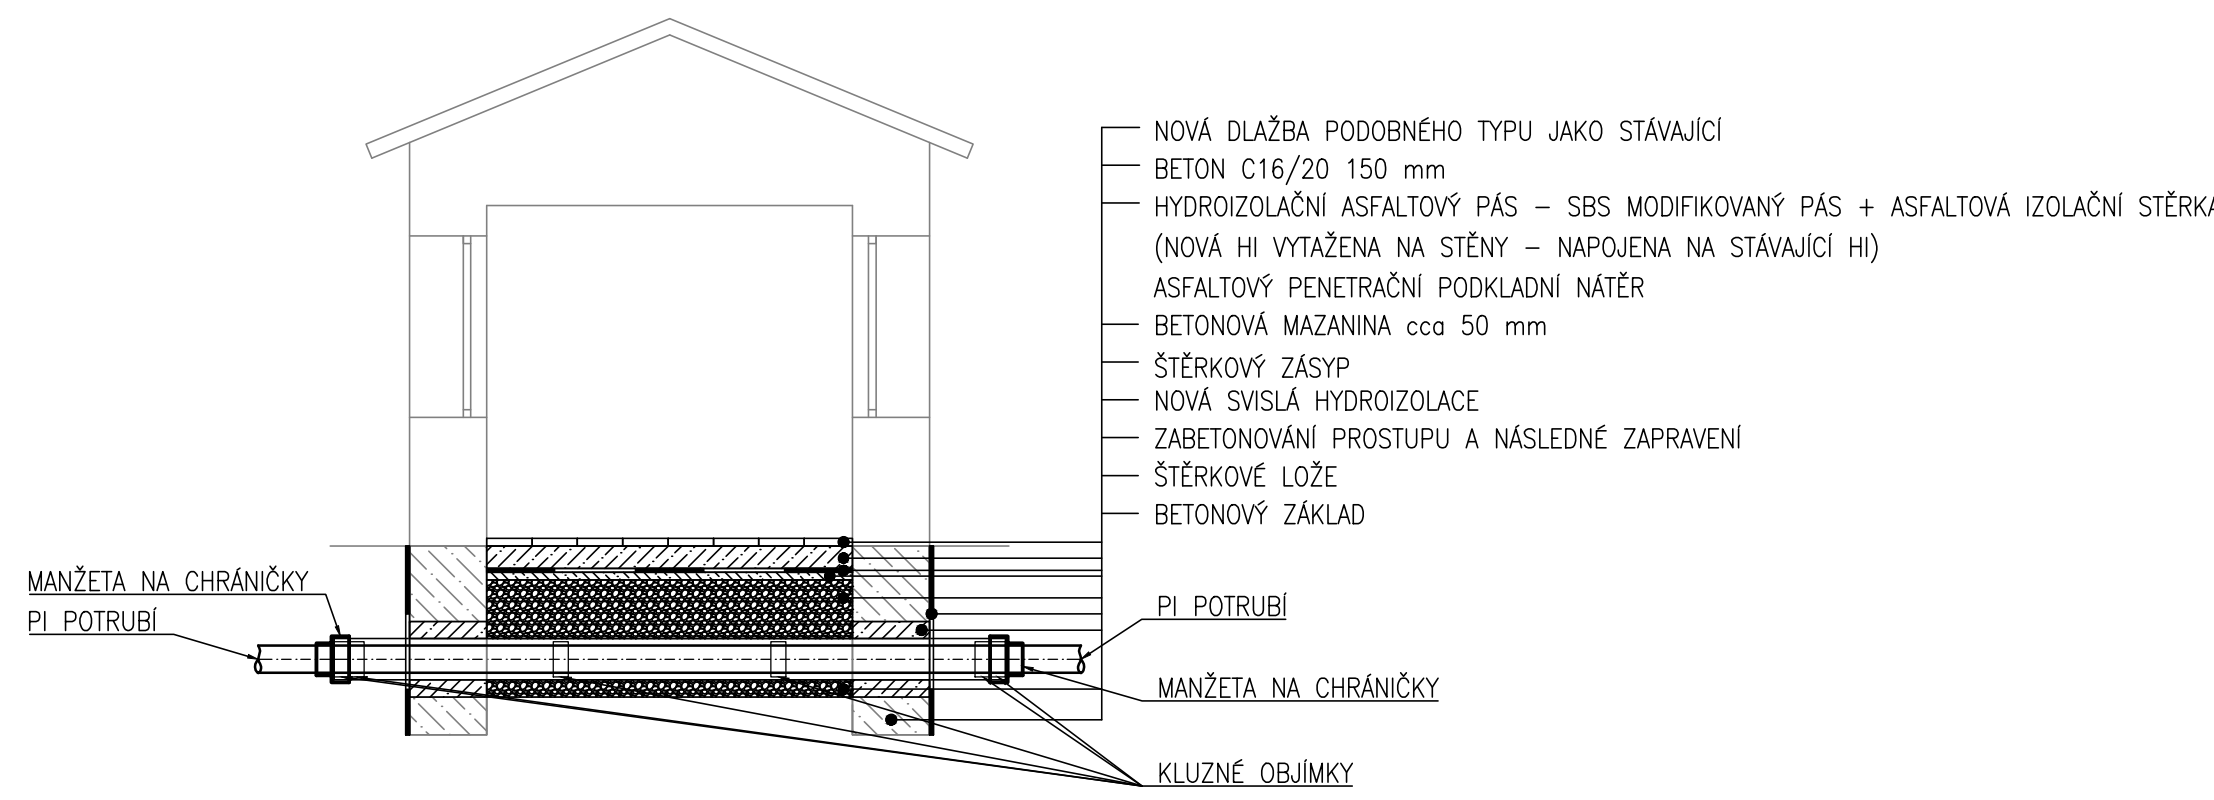 NOVÁ DLAŽBA PODOBNÉHO TYPU JAKO STÁVAJÍCÍ
BETON C16/20 150 mm
HYDROIZOLAČNÍ ASFALTOVÝ PÁS – SBS MODIFIKOVANÝ PÁS + ASFALTOVÁ IZOLAČNÍ STĚRKA
(NOVÁ HI VYTAŽENA NA STĚNY – NAPOJENA NA STÁVAJÍCÍ HI)
ASFALTOVÝ PENETRAČNÍ PODKLADNÍ NÁTĚR
BETONOVÁ MAZANINA cca 50 mm
ŠTĚRKOVÝ ZÁSYP
NOVÁ SVISLÁ HYDROIZOLACE
ZABETONOVÁNÍ PROSTUPU A NÁSLEDNÉ ZAPRAVENÍ
ŠTĚRKOVÉ LOŽE
BETONOVÝ ZÁKLAD
MANŽETA NA CHRÁNIČKY
PI POTRUBÍ
PI POTRUBÍ
MANŽETA NA CHRÁNIČKY
KLUZNÉ OBJÍMKY